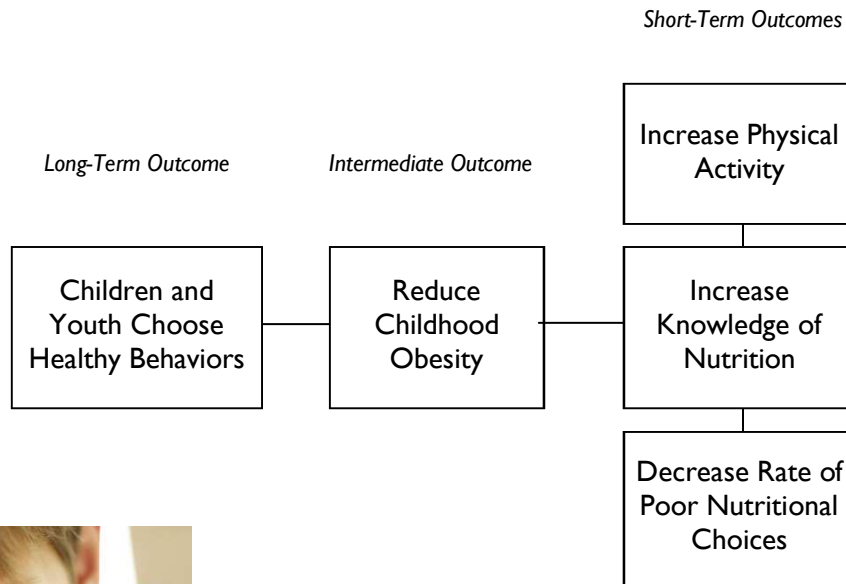 Short-Term Outcomes
Long-Term Outcome
Intermediate Outcome
Increase Physical
Activity
Children and
Youth Choose
Healthy Behaviors
Reduce
Childhood
Obesity
Increase
Knowledge of
Nutrition
Decrease Rate of
Poor Nutritional
Choices